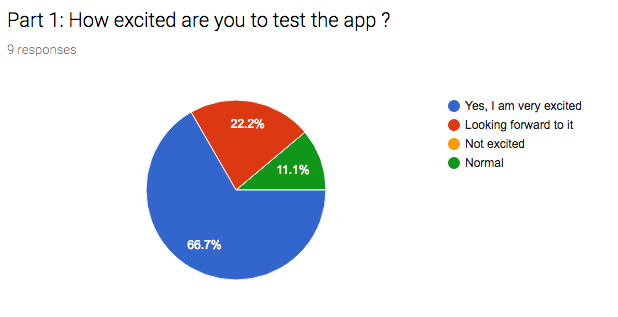 Part 1: How excited are you to test the app ?
9 responses
22.2%
11.1%
66.7%
Yes, I am very excited
Looking forward to it
Not excited
Normal